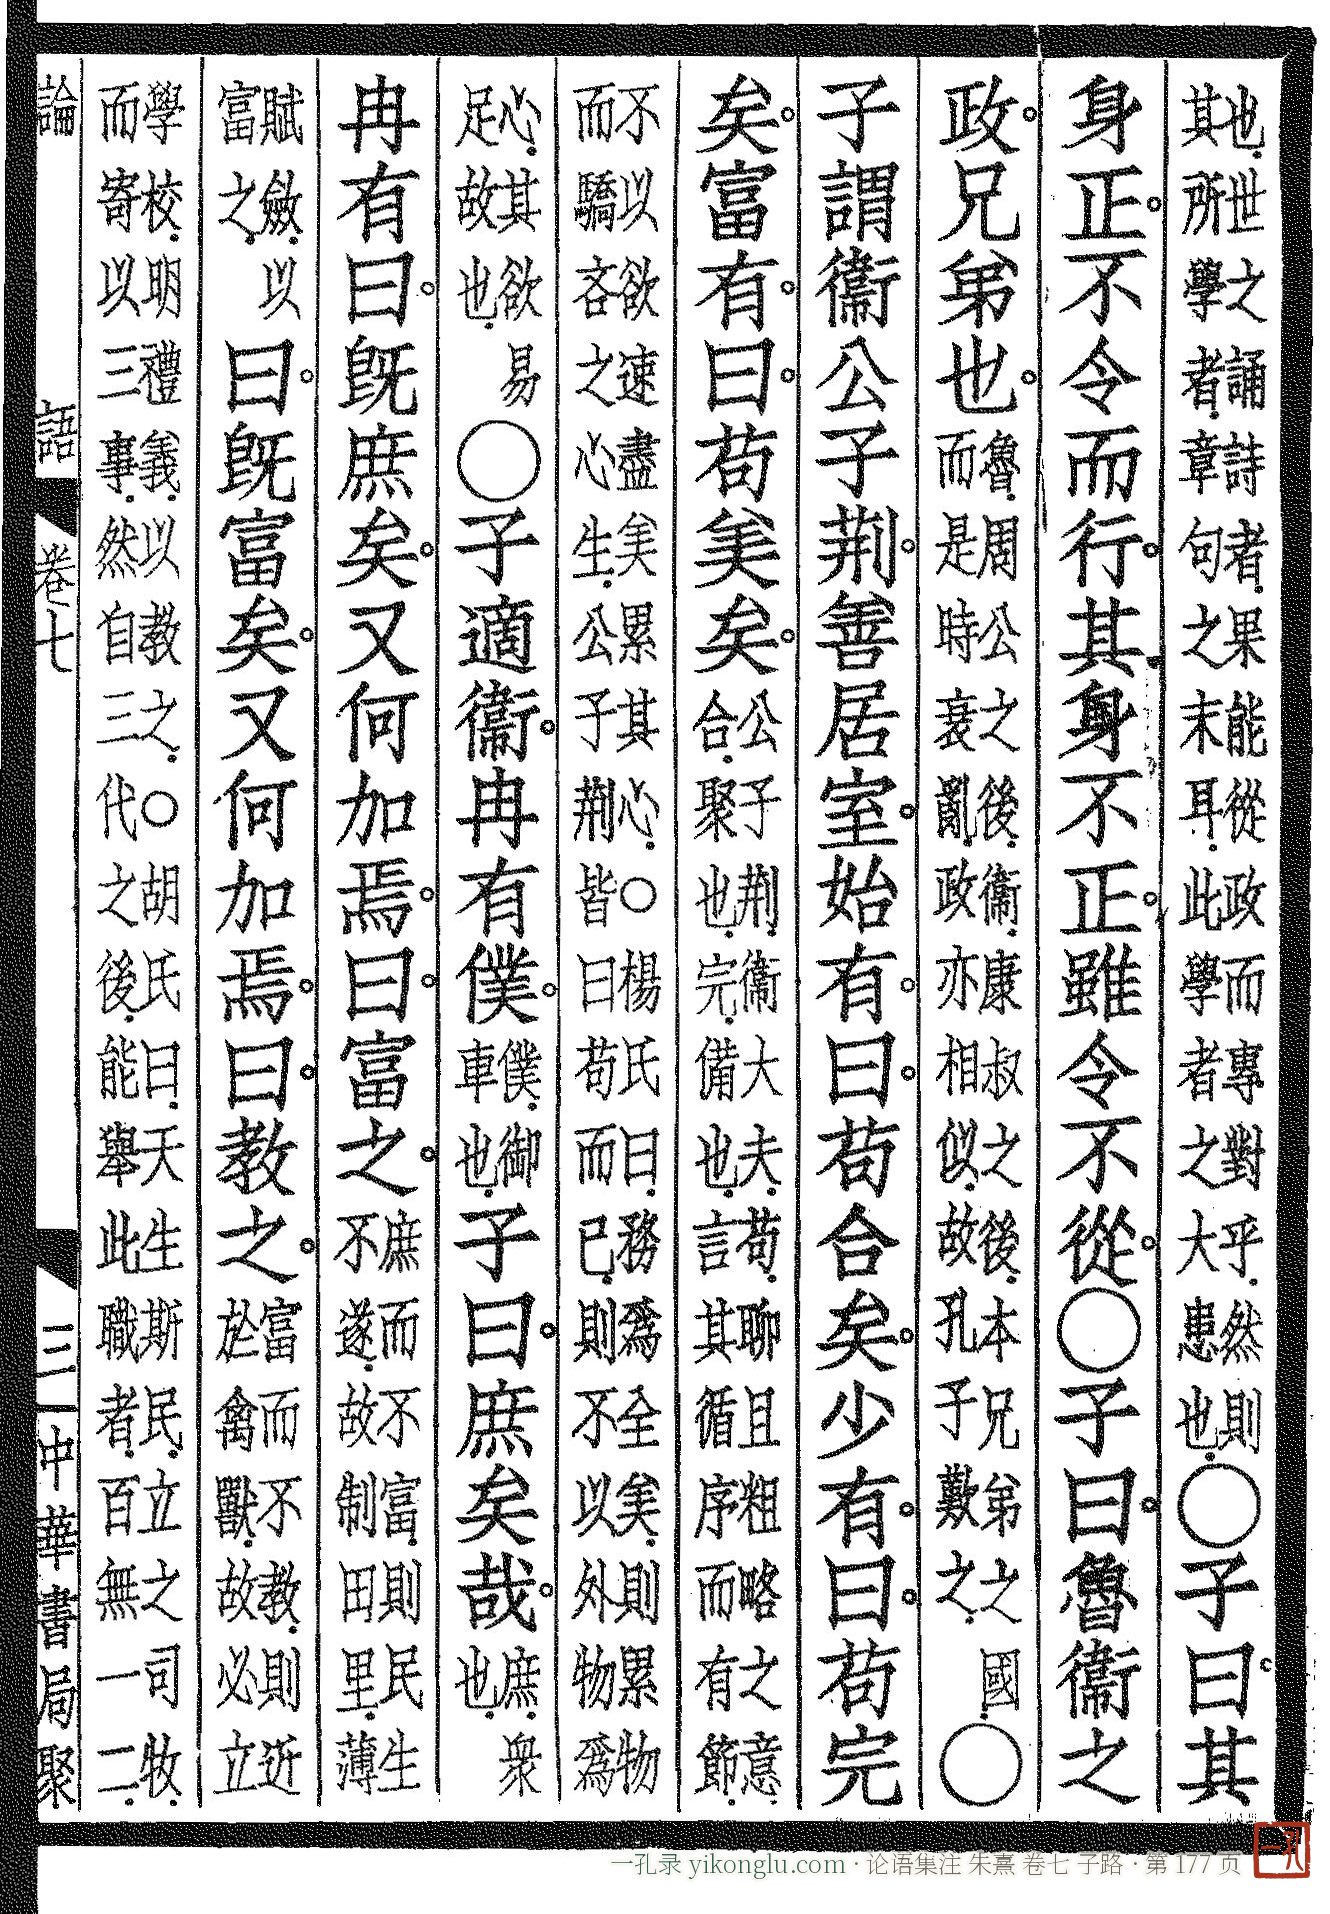 也。世之誦詩者。果能從政而專對乎。然則
其所學者。章句之末耳。此學者之大患也。
○子曰。其
身正。不令而行。其身不正。雖令不從。○子曰。魯衞之
政。兄弟也。
魯。周公之後。衞。康叔之後。本兄弟之國。
而是時衰亂。政亦相似。故孔子歎之。
○
子謂衞公子荆。善居室。始有。曰。苟合矣。少有。曰。苟完
矣。富有。曰。苟美矣。
公子荆。衞大夫。苟。聊且粗略之意。
合。聚也。完。備也。言其循序而有節。
不以欲速盡美累其心。○楊氏曰。務爲全美。則累物
而驕吝之心生。公子荆皆曰苟而已。則不以外物爲
心。其欲易
足故也。
○子適衞。冉有僕。
僕。御
車也。
子曰。庶矣哉。
庶。衆
也。
冉有曰。既庶矣。又何加焉。曰。富之。
庶而不富。則民生
不遂。故制田里。薄
賦斂。以
富之。
曰。既富矣。又何加焉。曰。教之。
富而不教。則近
於禽獸。故必立
學校。明禮義。以教之。○胡氏曰。天生斯民。立之司牧。
而寄以三事。然自三代之後。能舉此職者。百無一二。
論語 卷七 三一 中華書局聚
一孔录 yikonglu.com · 论语集注 朱熹 卷七 子路 · 第 177 页
一孔